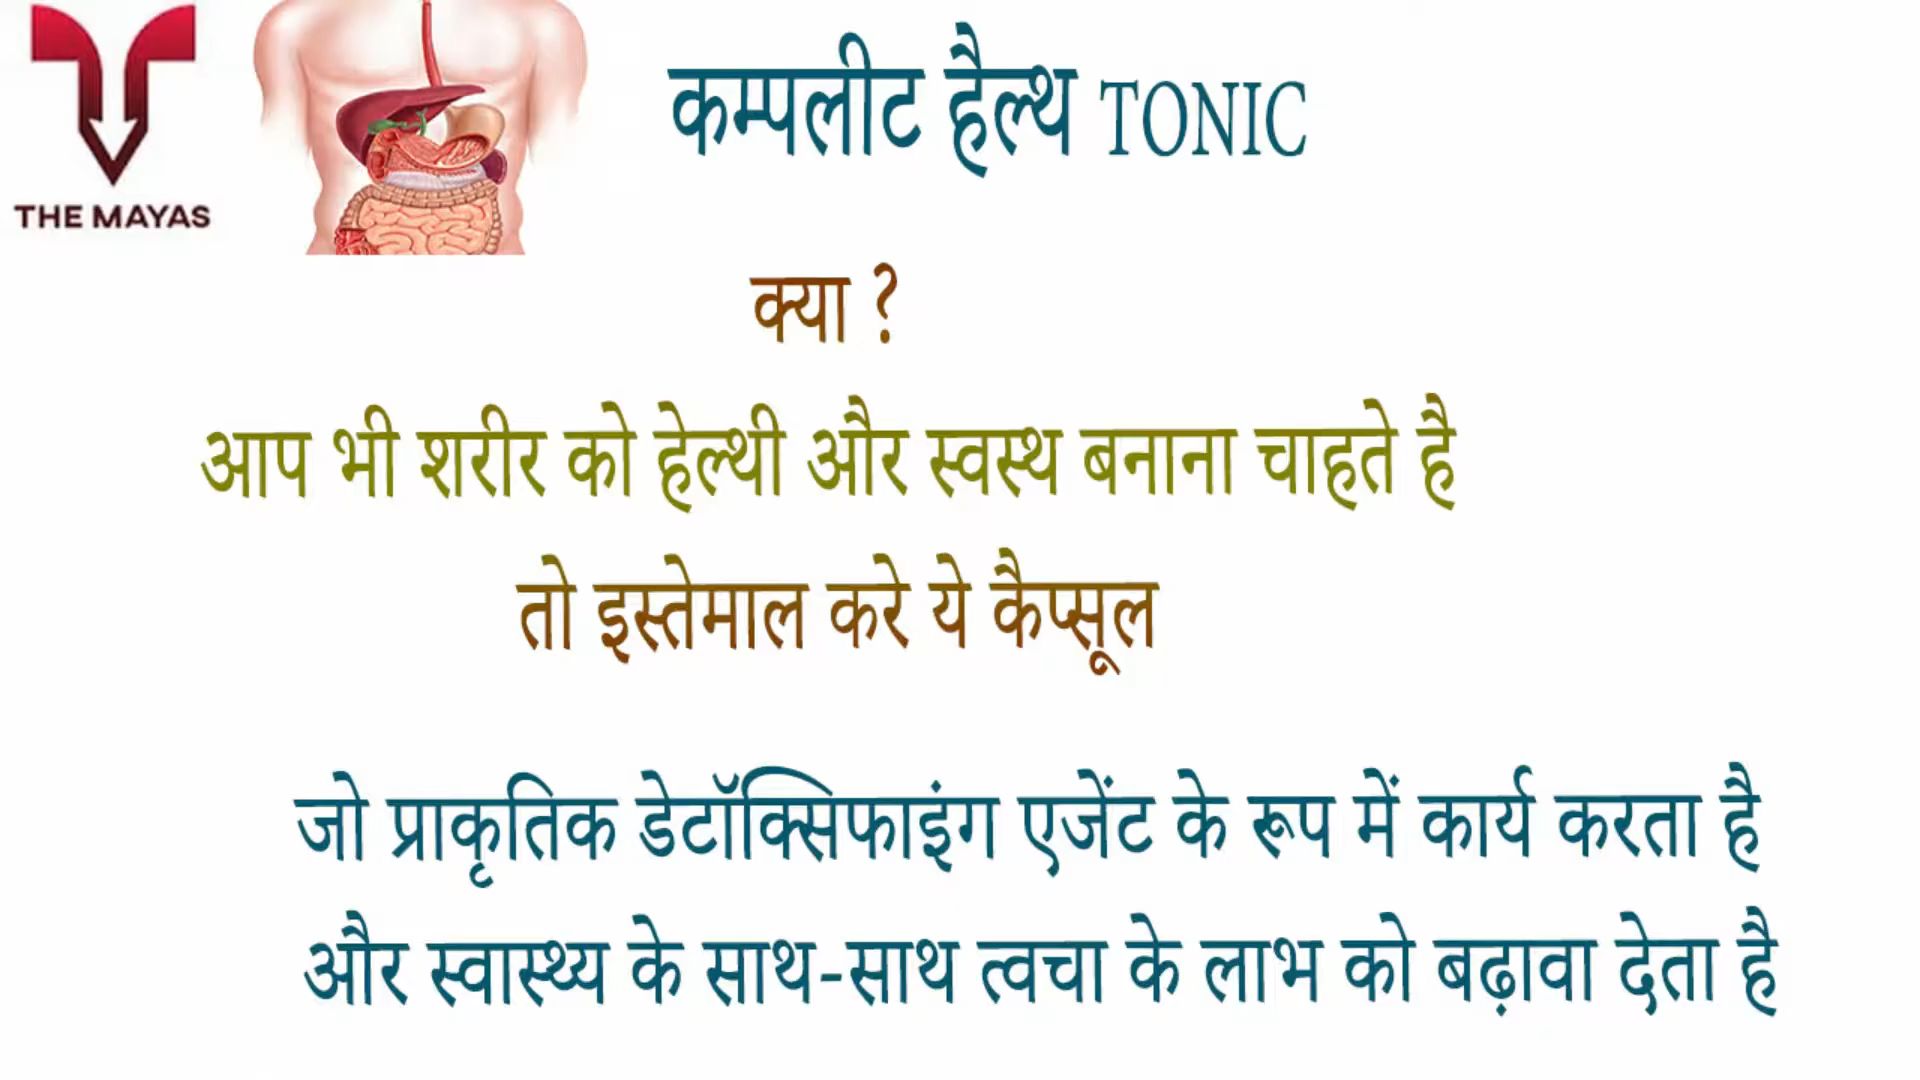 THE MAYAS
कम्पलीट हैल्थ TONIC
क्या ?
आप भी शरीर को हेल्थी और स्वस्थ बनाना चाहते है
तो इस्तेमाल करे ये कैप्सूल
जो प्राकृतिक डेटॉक्सिफाइंग एजेंट के रूप में कार्य करता है
और स्वास्थ्य के साथ-साथ त्वचा के लाभ को बढ़ावा देता है